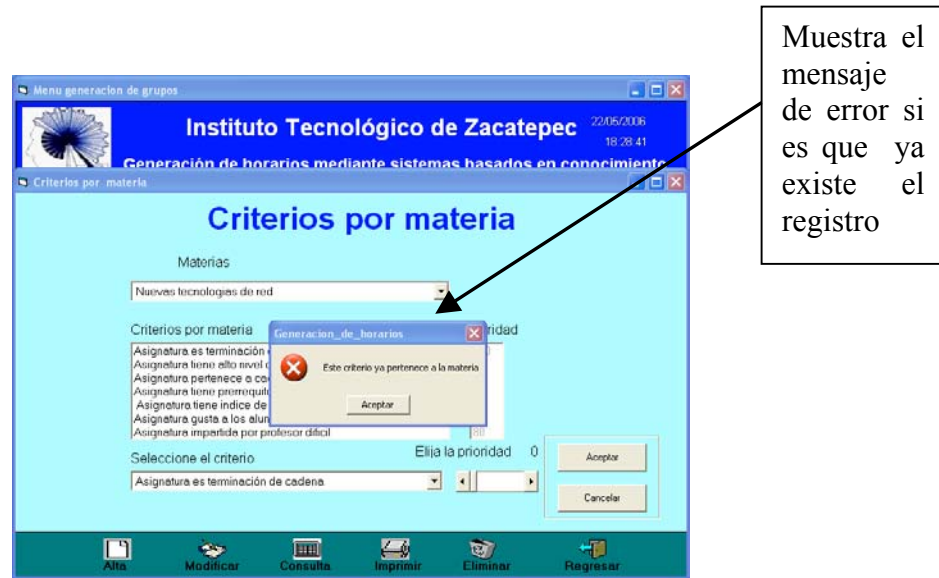 Muestra el
mensaje
de error si
es que ya
existe el
registro
Menu generacion de grupos
Instituto Tecnológico de Zacatepec
22/05/2006
18:28:41
Generación de horarios mediante sistemas basados en conocimiento
Criterios por materia
Criterios por materia
Materias
Nuevas tecnologias de red
Criterios por materia
Generacion_de_horarios
ridad
Asignatura es terminación
Asignatura tiene alto nivel
Asignatura pertenece a
Asignatura tiene prerrequi
Asignatura tiene indice de
Asignatura gusta a los alum
Asignatura impartida por profesor dificil
80
Este criterio ya pertenece a la materia
Aceptar
Seleccione el criterio
Elija la prioridad 0
Asignatura es terminación de cadena
Aceptar
Cancelar
Alta Modificar Consulta Imprimir Eliminar Regresar